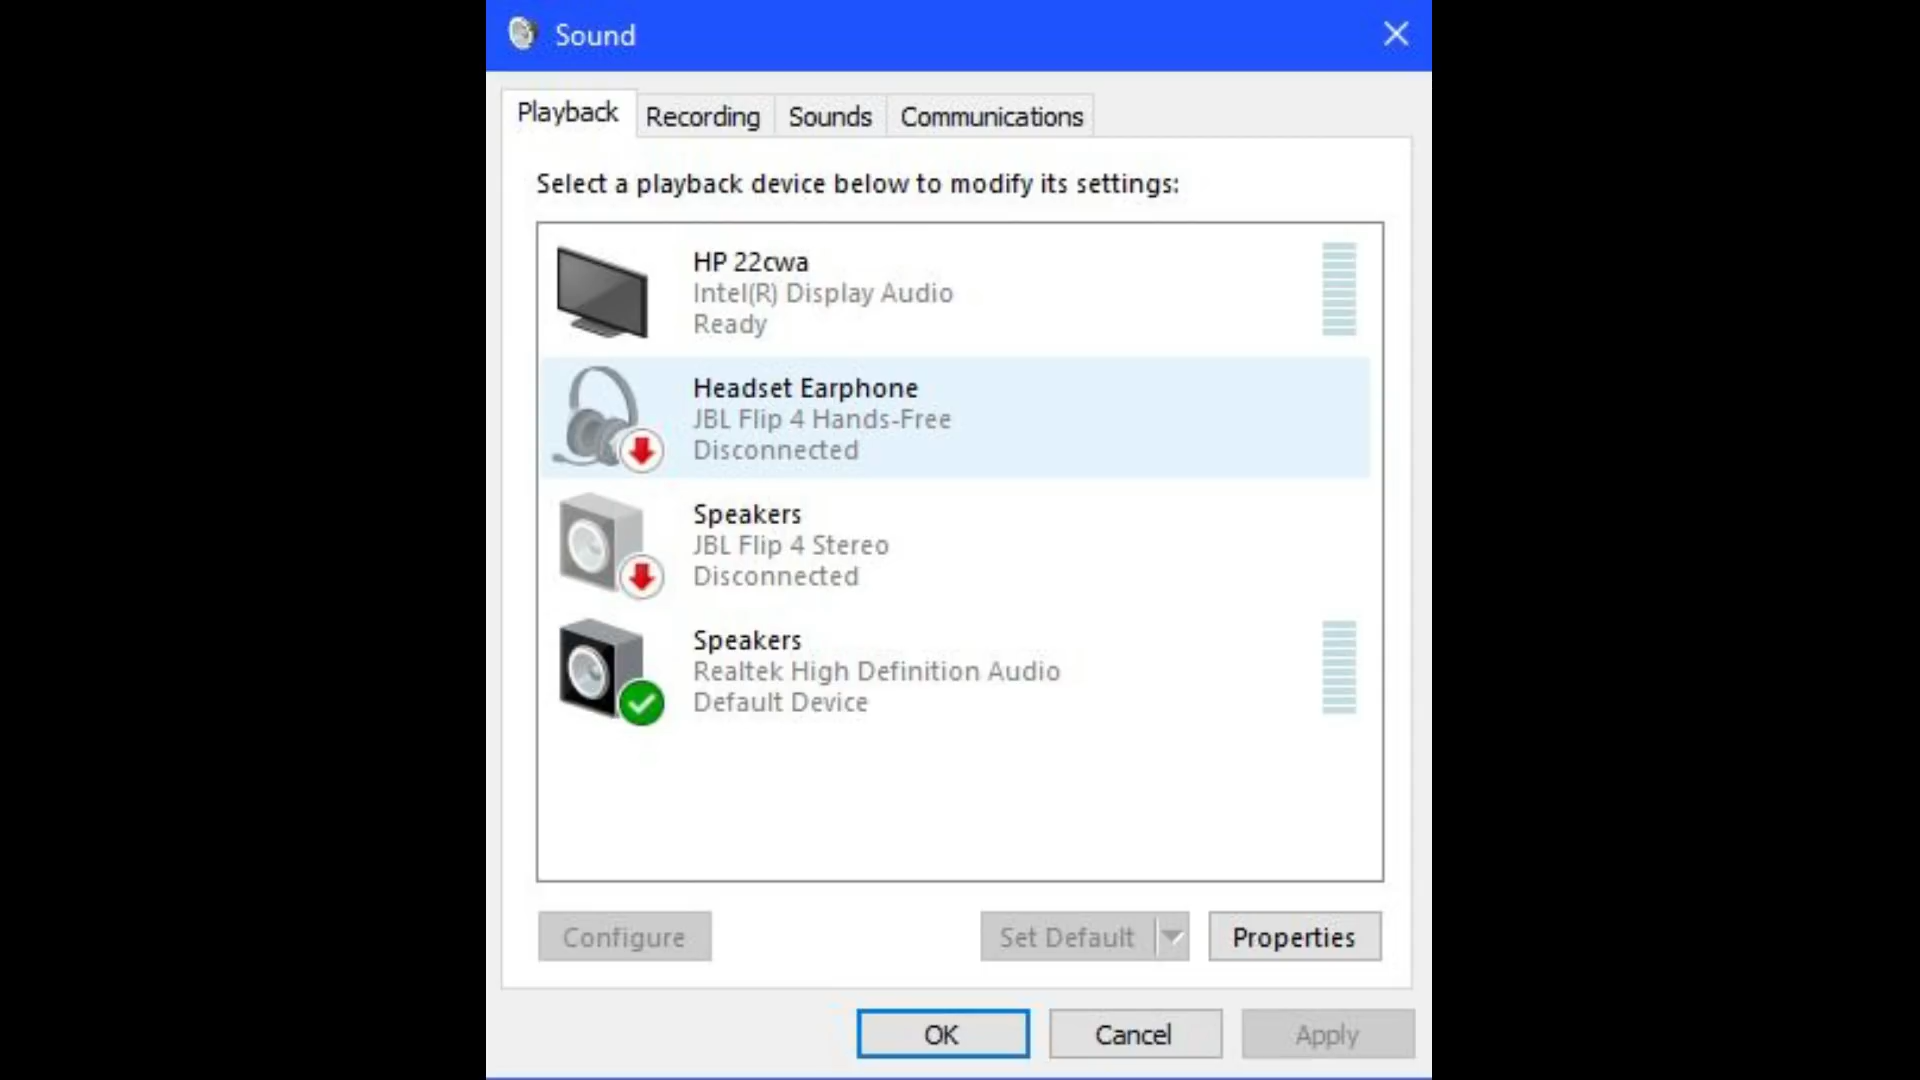 Sound
Playback Recording Sounds Communications
Select a playback device below to modify its settings:
HP 22cwa
Intel(R) Display Audio
Ready
Headset Earphone
JBL Flip 4 Hands-Free
Disconnected
Speakers
JBL Flip 4 Stereo
Disconnected
Speakers
Realtek High Definition Audio
Default Device
Configure Set Default Properties
OK Cancel Apply